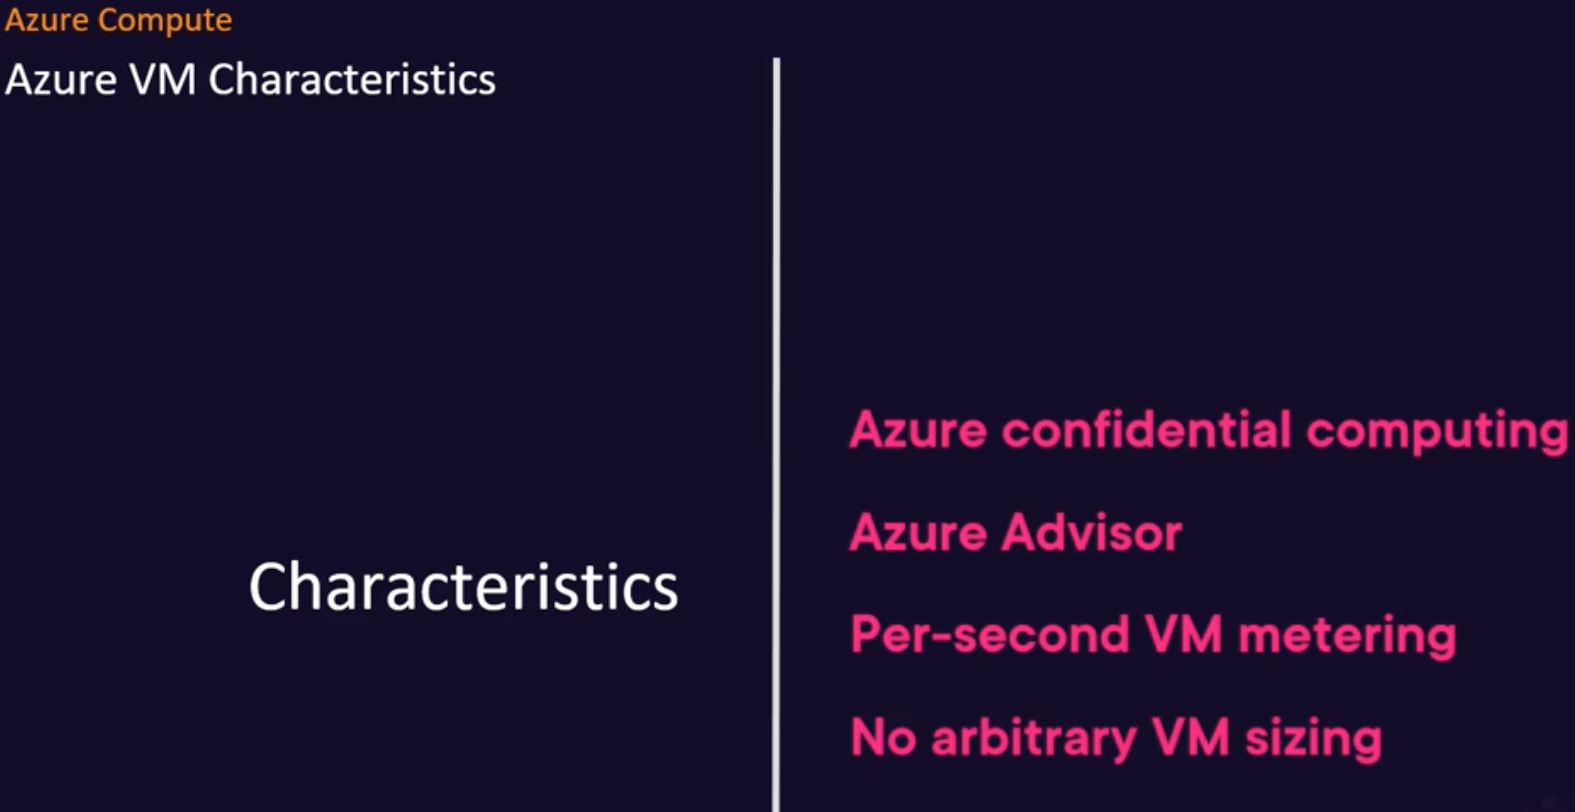 Azure Compute
Azure VM Characteristics
Characteristics
Azure confidential computing
Azure Advisor
Per-second VM metering
No arbitrary VM sizing